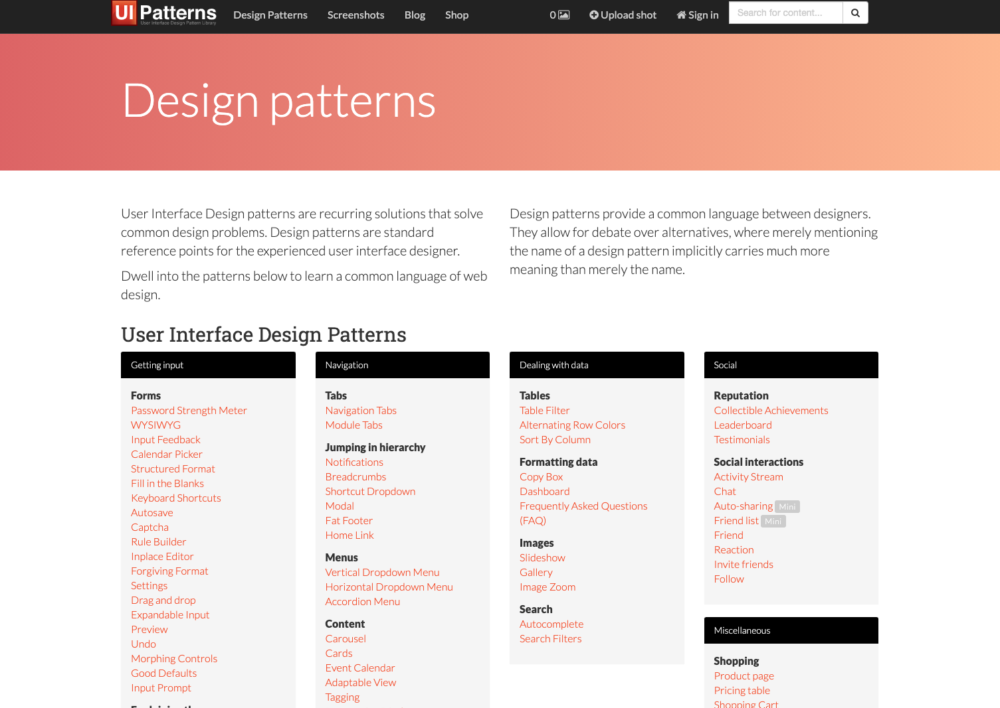 UI Patterns
User Interface Design Pattern Library
Design Patterns
Screenshots
Blog
Shop
0
Upload shot
Sign in
Search for content...
Design patterns
User Interface Design patterns are recurring solutions that solve
common design problems. Design patterns are standard
reference points for the experienced user interface designer.
Dwell into the patterns below to learn a common language of web
design.
Design patterns provide a common language between designers.
They allow for debate over alternatives, where merely mentioning
the name of a design pattern implicitly carries much more
meaning than merely the name.
User Interface Design Patterns
Getting input
Forms
Password Strength Meter
WYSIWYG
Input Feedback
Calendar Picker
Structured Format
Fill in the Blanks
Keyboard Shortcuts
Autosave
Captcha
Rule Builder
Inplace Editor
Forgiving Format
Settings
Drag and drop
Expandable Input
Preview
Undo
Morphing Controls
Good Defaults
Input Prompt
Navigation
Tabs
Navigation Tabs
Module Tabs
Jumping in hierarchy
Notifications
Breadcrumbs
Shortcut Dropdown
Modal
Fat Footer
Home Link
Menus
Vertical Dropdown Menu
Horizontal Dropdown Menu
Accordion Menu
Content
Carousel
Cards
Event Calendar
Adaptable View
Tagging
Dealing with data
Tables
Table Filter
Alternating Row Colors
Sort By Column
Formatting data
Copy Box
Dashboard
Frequently Asked Questions
(FAQ)
Images
Slideshow
Gallery
Image Zoom
Search
Autocomplete
Search Filters
Social
Reputation
Collectible Achievements
Leaderboard
Testimonials
Social interactions
Activity Stream
Chat
Auto-sharing Mini
Friend list Mini
Friend
Reaction
Invite friends
Follow
Miscellaneous
Shopping
Product page
Pricing table
Shopping Cart